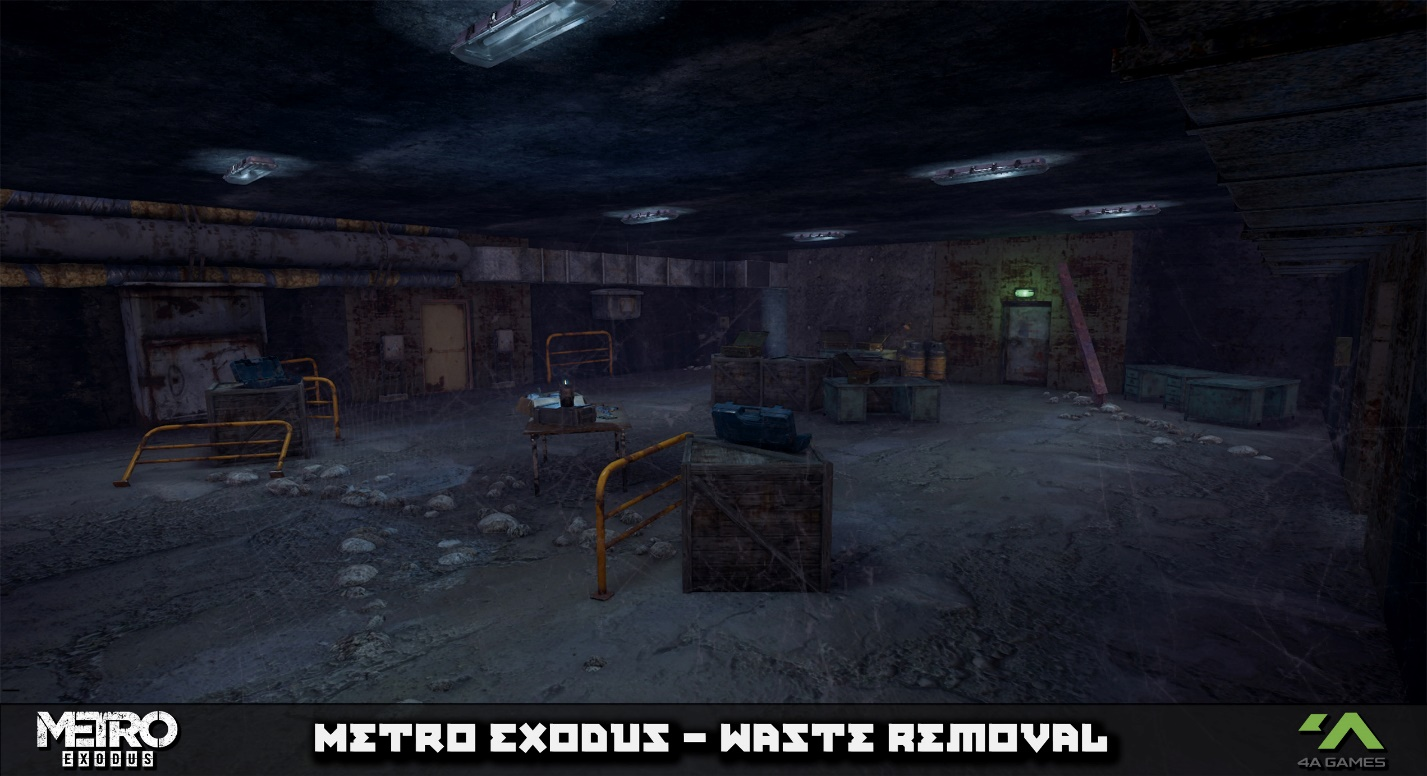 METRO
EXODUS
METRO EXODUS - WASTE REMOVAL
4A GAMES